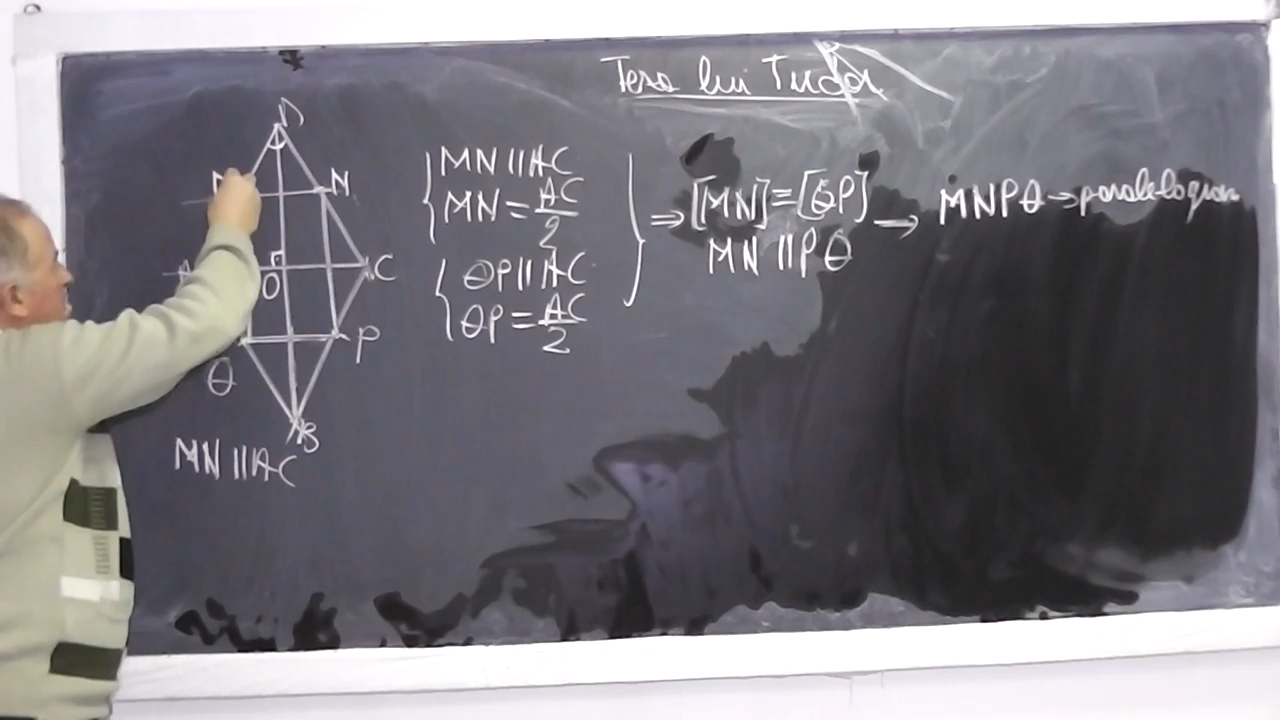 Teza lui Tudor
D
M N
A O C
Q P
B
MN || AC
MN || AC
MN = AC/2
QP || AC
QP = AC/2
⇒ [MN] = [QP]
MN || PQ
→ MNPQ → paralelogram